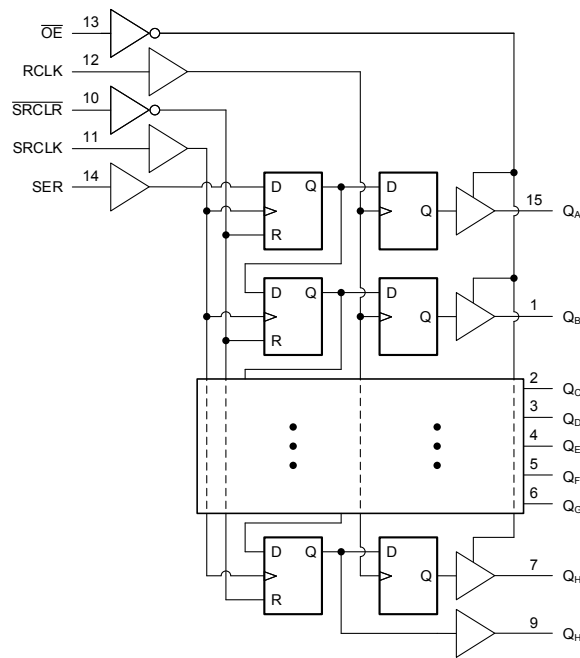 OE 13
RCLK 12
SRCLR 10
SRCLK 11
SER 14
D Q D
Q 15 QA
R
D Q D
Q 1 QB
R
2 QC
3 QD
4 QE
5 QF
6 QG
D Q D
Q 7 QH
R
9 QH